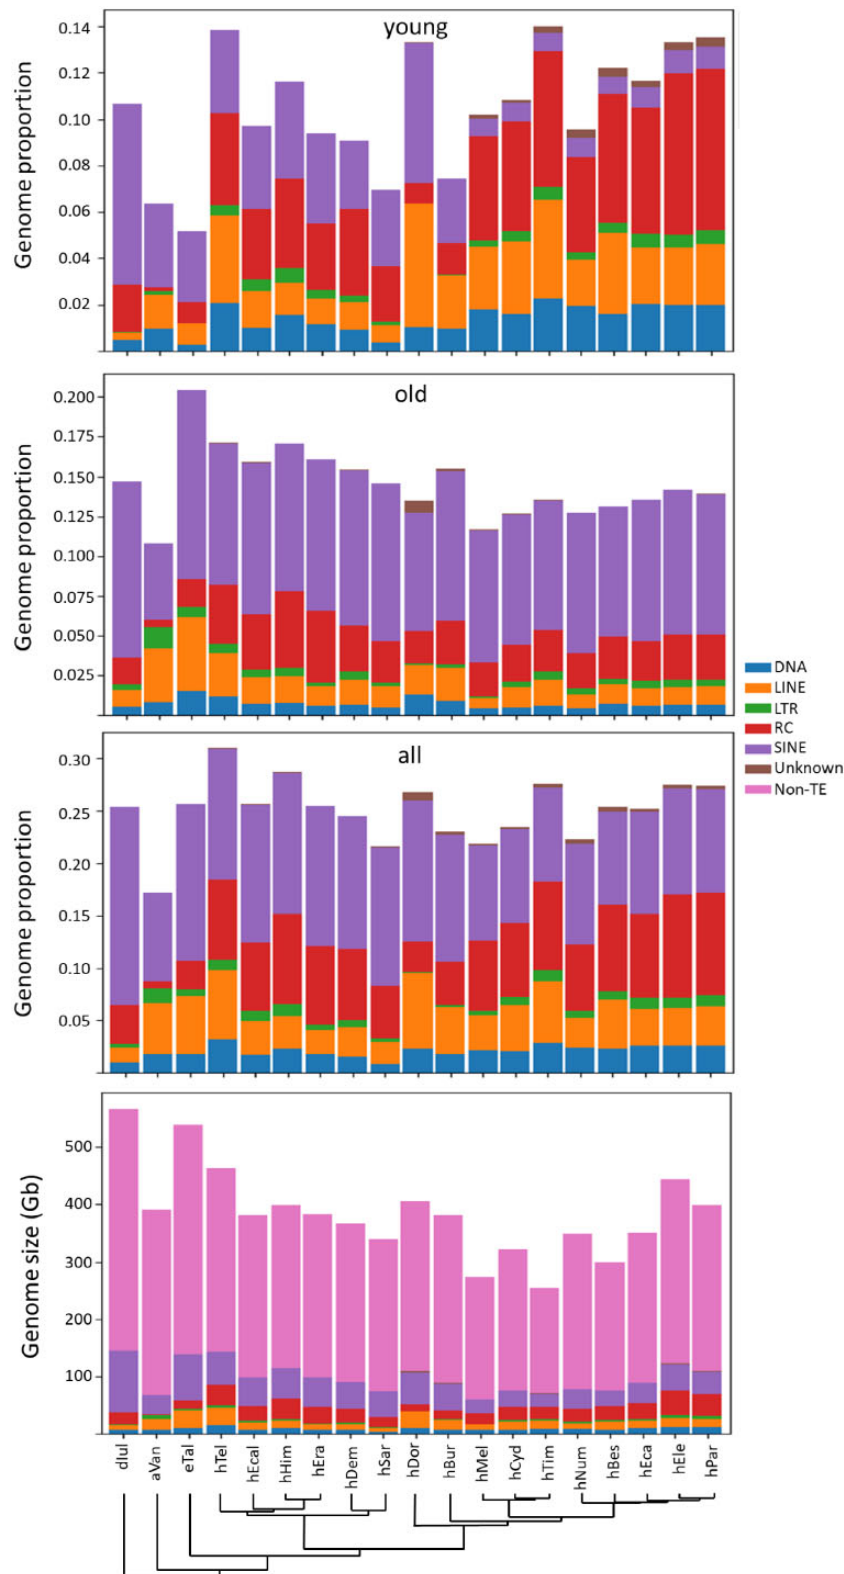 young
Genome proportion
0.14
0.12
0.10
0.08
0.06
0.04
0.02
old
Genome proportion
0.200
0.175
0.150
0.125
0.100
0.075
0.050
0.025
DNA
LINE
LTR
RC
SINE
Unknown
Non-TE
all
Genome proportion
0.30
0.25
0.20
0.15
0.10
0.05
Genome size (Gb)
500
400
300
200
100
dIul
aVan
eTal
hTel
hEcal
hHim
hEra
hDem
hSar
hDor
hBur
hMel
hCyd
hTim
hNum
hBes
hEca
hEle
hPar